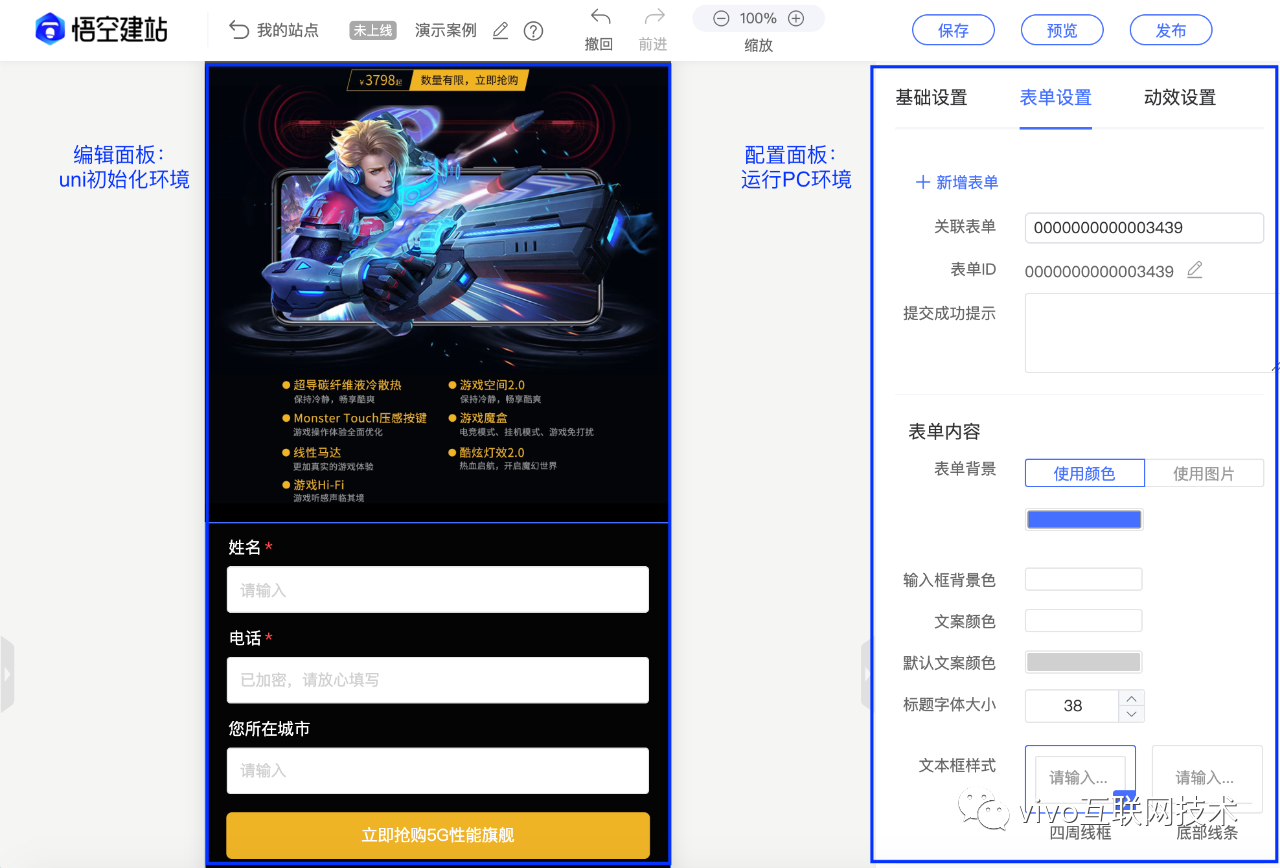 悟空建站
我的站点
未上线
演示案例
撤回
前进
100%
缩放
保存
预览
发布
编辑面板：
uni初始化环境
¥3798起
数量有限，立即抢购
超导碳纤维液冷散热
保持冷静，畅享酷爽
游戏空间2.0
保持冷静，畅享酷爽
Monster Touch压感按键
游戏操作体验全面优化
游戏魔盒
电竞模式、挂机模式、游戏免打扰
线性马达
更加真实的游戏体验
酷炫灯效2.0
热血启航，开启魔幻世界
游戏Hi-Fi
游戏听感声临其境
姓名 *
请输入
电话 *
已加密，请放心填写
您所在城市
请输入
立即抢购5G性能旗舰
配置面板：
运行PC环境
基础设置
表单设置
动效设置
新增表单
关联表单
0000000000003439
表单ID
0000000000003439
提交成功提示
表单内容
表单背景
使用颜色
使用图片
输入框背景色
文案颜色
默认文案颜色
标题字体大小
38
文本框样式
请输入...
请输入...
四周线框
底部线条
vivo互联网技术